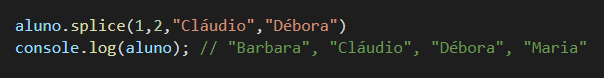 aluno.splice(1,2,"Cláudio","Débora")
console.log(aluno); // "Barbara", "Cláudio", "Débora", "Maria"